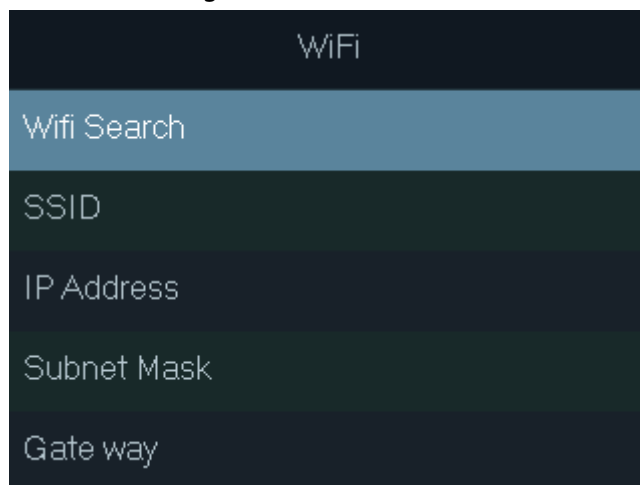 WiFi
Wifi Search
SSID
IP Address
Subnet Mask
Gate way